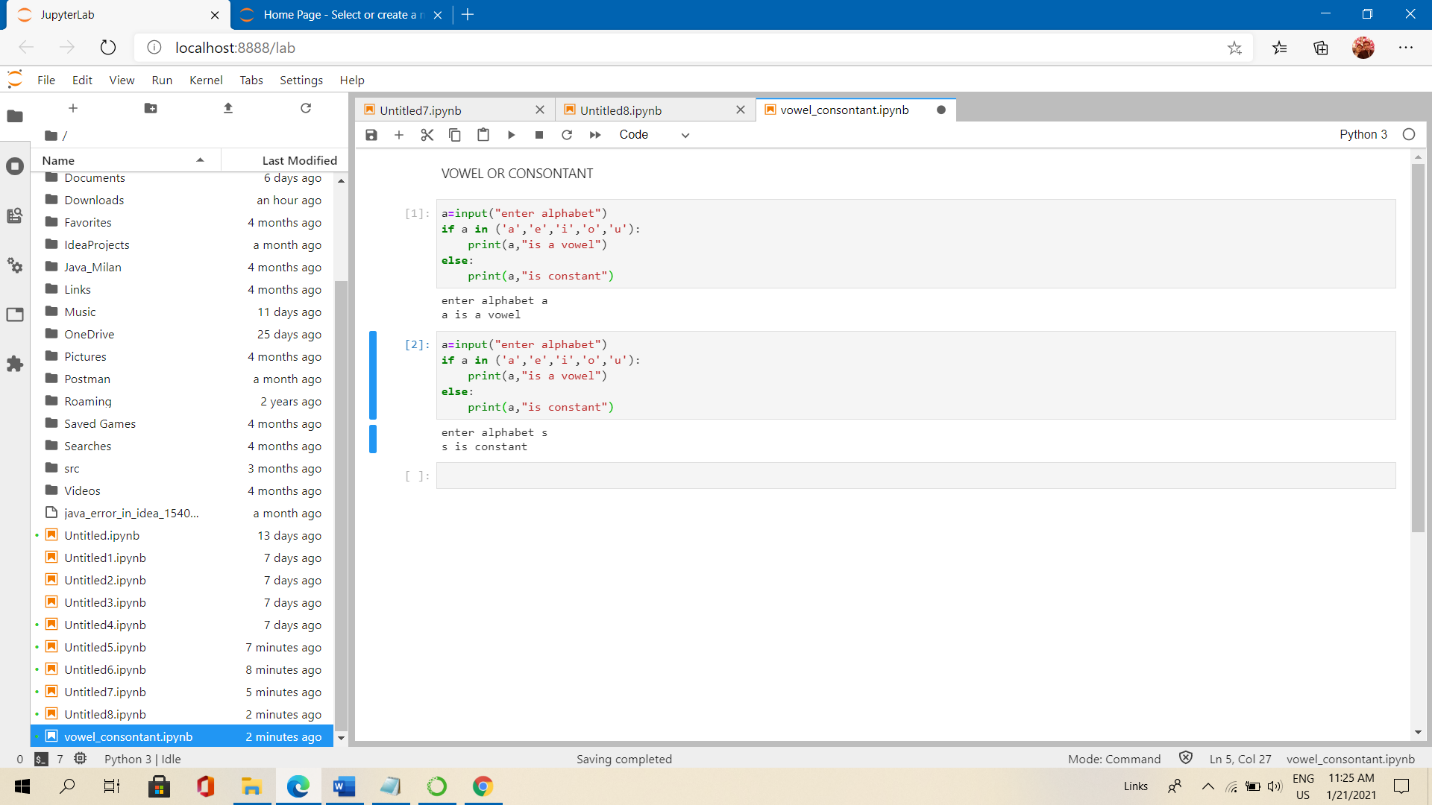 JupyterLab
Home Page - Select or create a n
localhost:8888/lab
File Edit View Run Kernel Tabs Settings Help
Untitled7.ipynb
Untitled8.ipynb
vowel_consontant.ipynb
/
Code
Python 3
Name Last Modified
Documents 6 days ago
Downloads an hour ago
Favorites 4 months ago
IdeaProjects a month ago
Java_Milan 4 months ago
Links 4 months ago
Music 11 days ago
OneDrive 25 days ago
Pictures 4 months ago
Postman a month ago
Roaming 2 years ago
Saved Games 4 months ago
Searches 4 months ago
src 3 months ago
Videos 4 months ago
java_error_in_idea_1540... a month ago
Untitled.ipynb 13 days ago
Untitled1.ipynb 7 days ago
Untitled2.ipynb 7 days ago
Untitled3.ipynb 7 days ago
Untitled4.ipynb 7 days ago
Untitled5.ipynb 7 minutes ago
Untitled6.ipynb 8 minutes ago
Untitled7.ipynb 5 minutes ago
Untitled8.ipynb 2 minutes ago
vowel_consontant.ipynb 2 minutes ago
VOWEL OR CONSONTANT
[1]: a=input("enter alphabet")
if a in ('a','e','i','o','u'):
    print(a,"is a vowel")
else:
    print(a,"is constant")
enter alphabet a
a is a vowel
[2]: a=input("enter alphabet")
if a in ('a','e','i','o','u'):
    print(a,"is a vowel")
else:
    print(a,"is constant")
enter alphabet s
s is constant
[ ]:
0 7 Python 3 | Idle Saving completed Mode: Command Ln 5, Col 27 vowel_consontant.ipynb
Links ENG 11:25 AM
US 1/21/2021